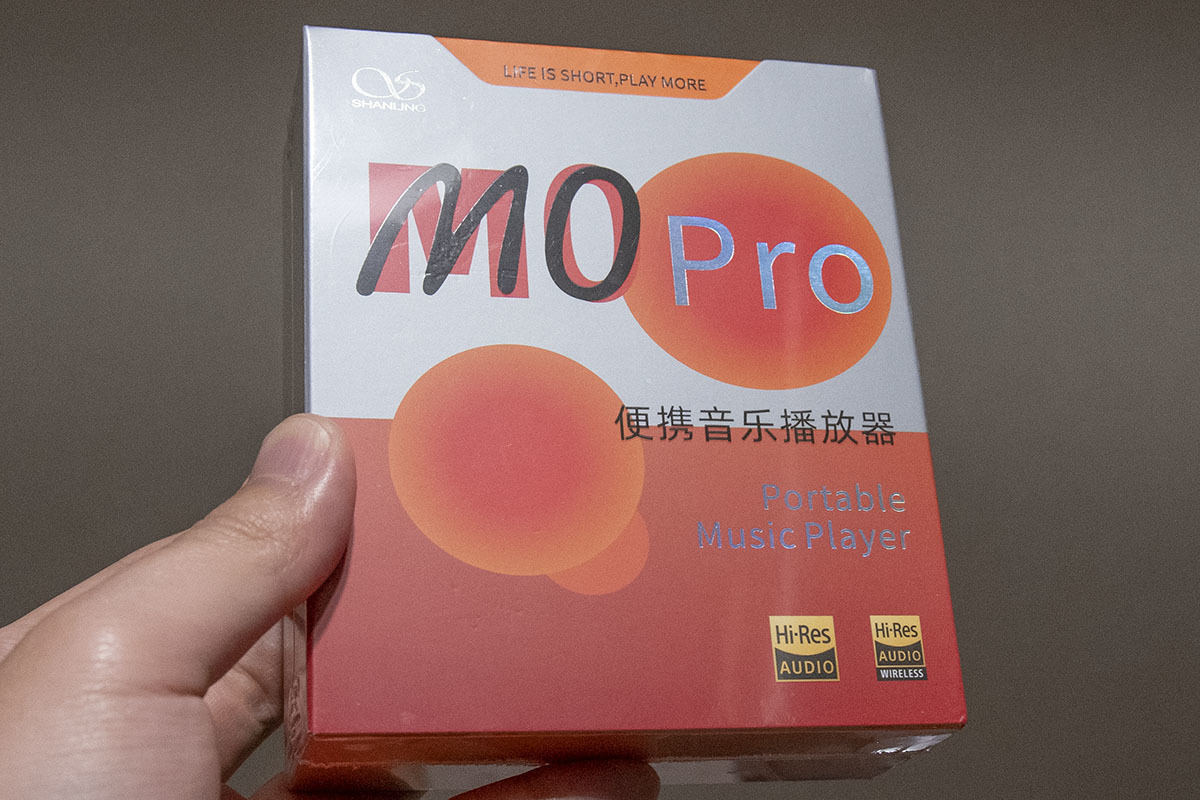 LIFE IS SHORT,PLAY MORE
SHANLING
M0 Pro
便携音乐播放器
Portable
Music Player
Hi-Res
AUDIO
Hi-Res
AUDIO
WIRELESS